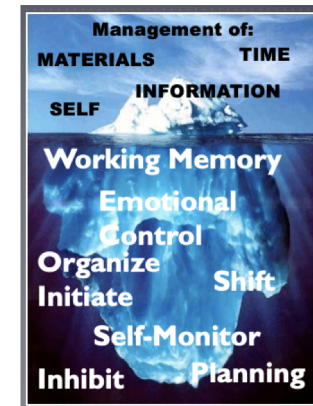 Management of:
MATERIALS TIME
INFORMATION
SELF
Working Memory
Emotional
Control
Organize
Shift
Initiate
Self-Monitor
Planning
Inhibit